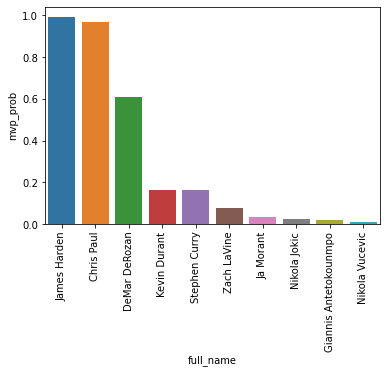 1.0
0.8
0.6
0.4
0.2
0.0
mvp_prob
James Harden
Chris Paul
DeMar DeRozan
Kevin Durant
Stephen Curry
Zach LaVine
Ja Morant
Nikola Jokic
Giannis Antetokounmpo
Nikola Vucevic
full_name